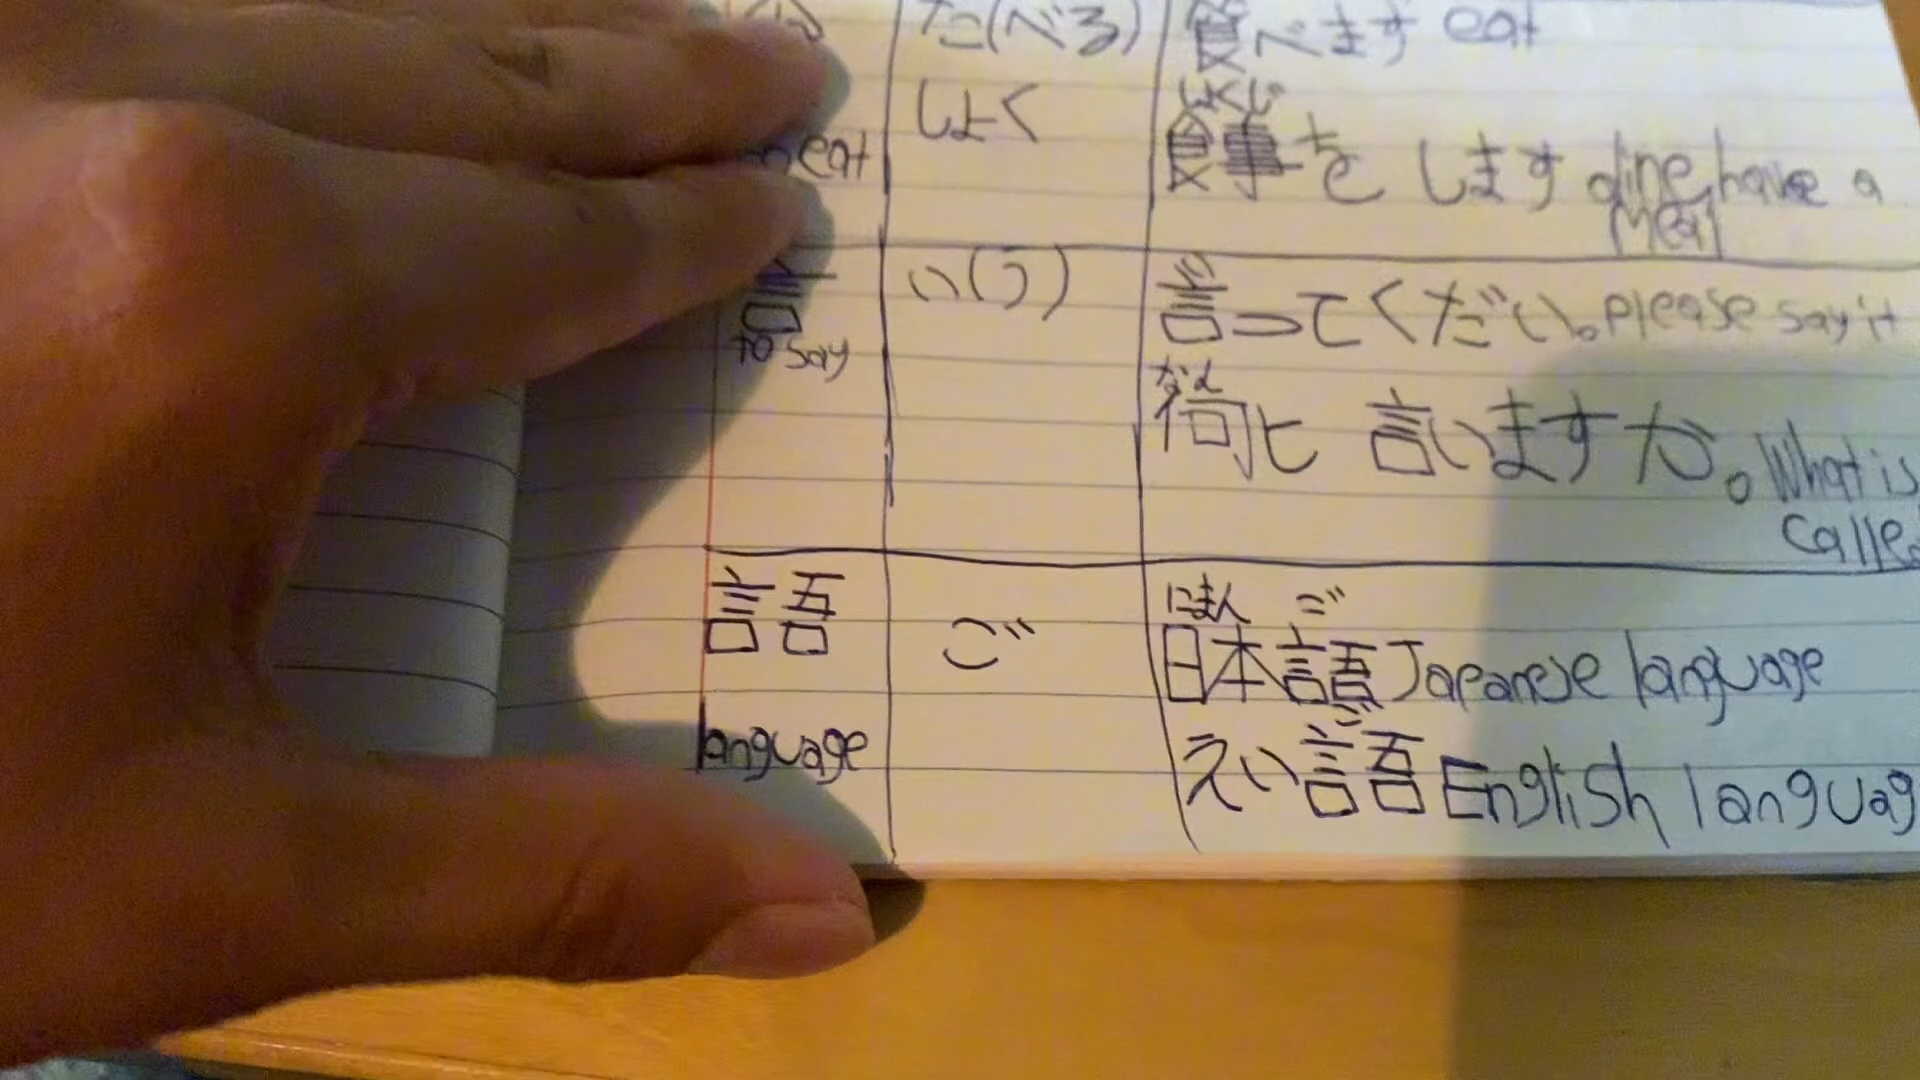 た(べる) 食べます eat
しょく しょくじ
食事を します dine, have a
meal
eat
言 い(う) 言ってくだい。please say it
to say
なん
何と 言いますか。What is
called
語 ご にほん ご
日本語 Japanese language
language ご
えい語 English languag